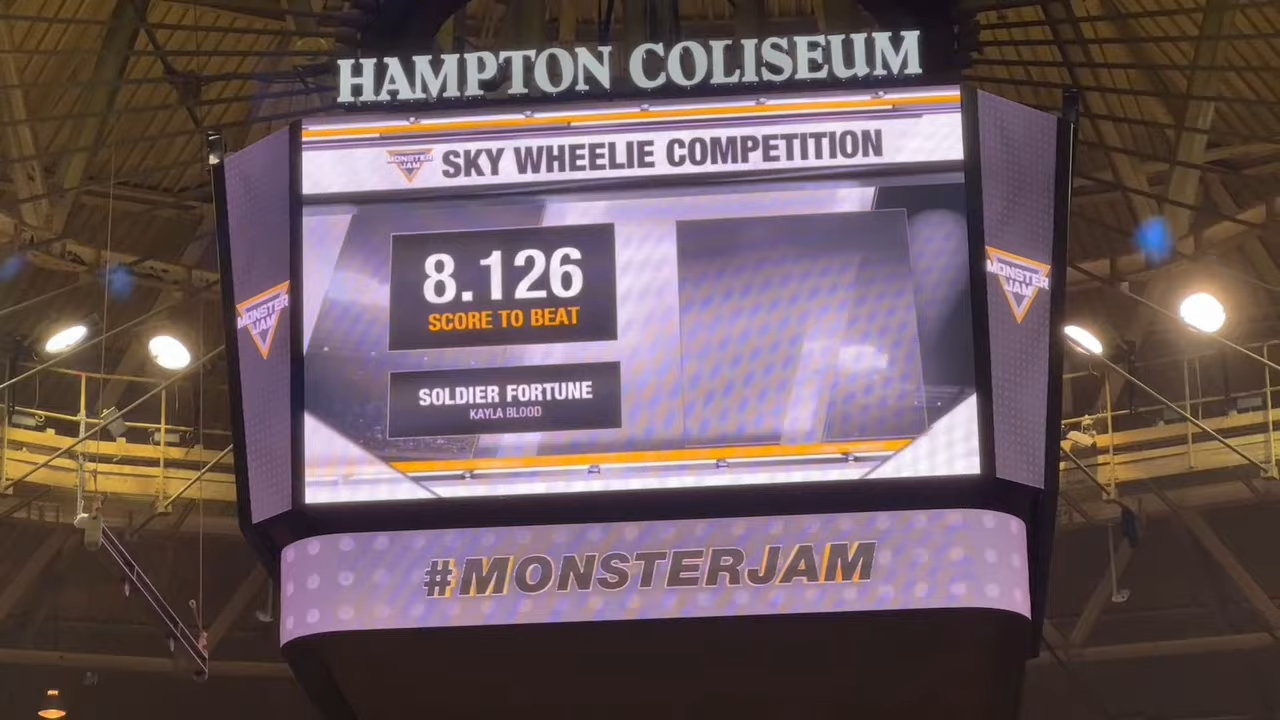 HAMPTON COLISEUM
MONSTER JAM
SKY WHEELIE COMPETITION
8.126
SCORE TO BEAT
SOLDIER FORTUNE
KAYLA BLOOD
MONSTER
JAM
MONSTER
JAM
#MONSTERJAM